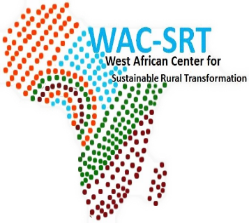 WAC-SRT
West African Center for
Sustainable Rural Transformation